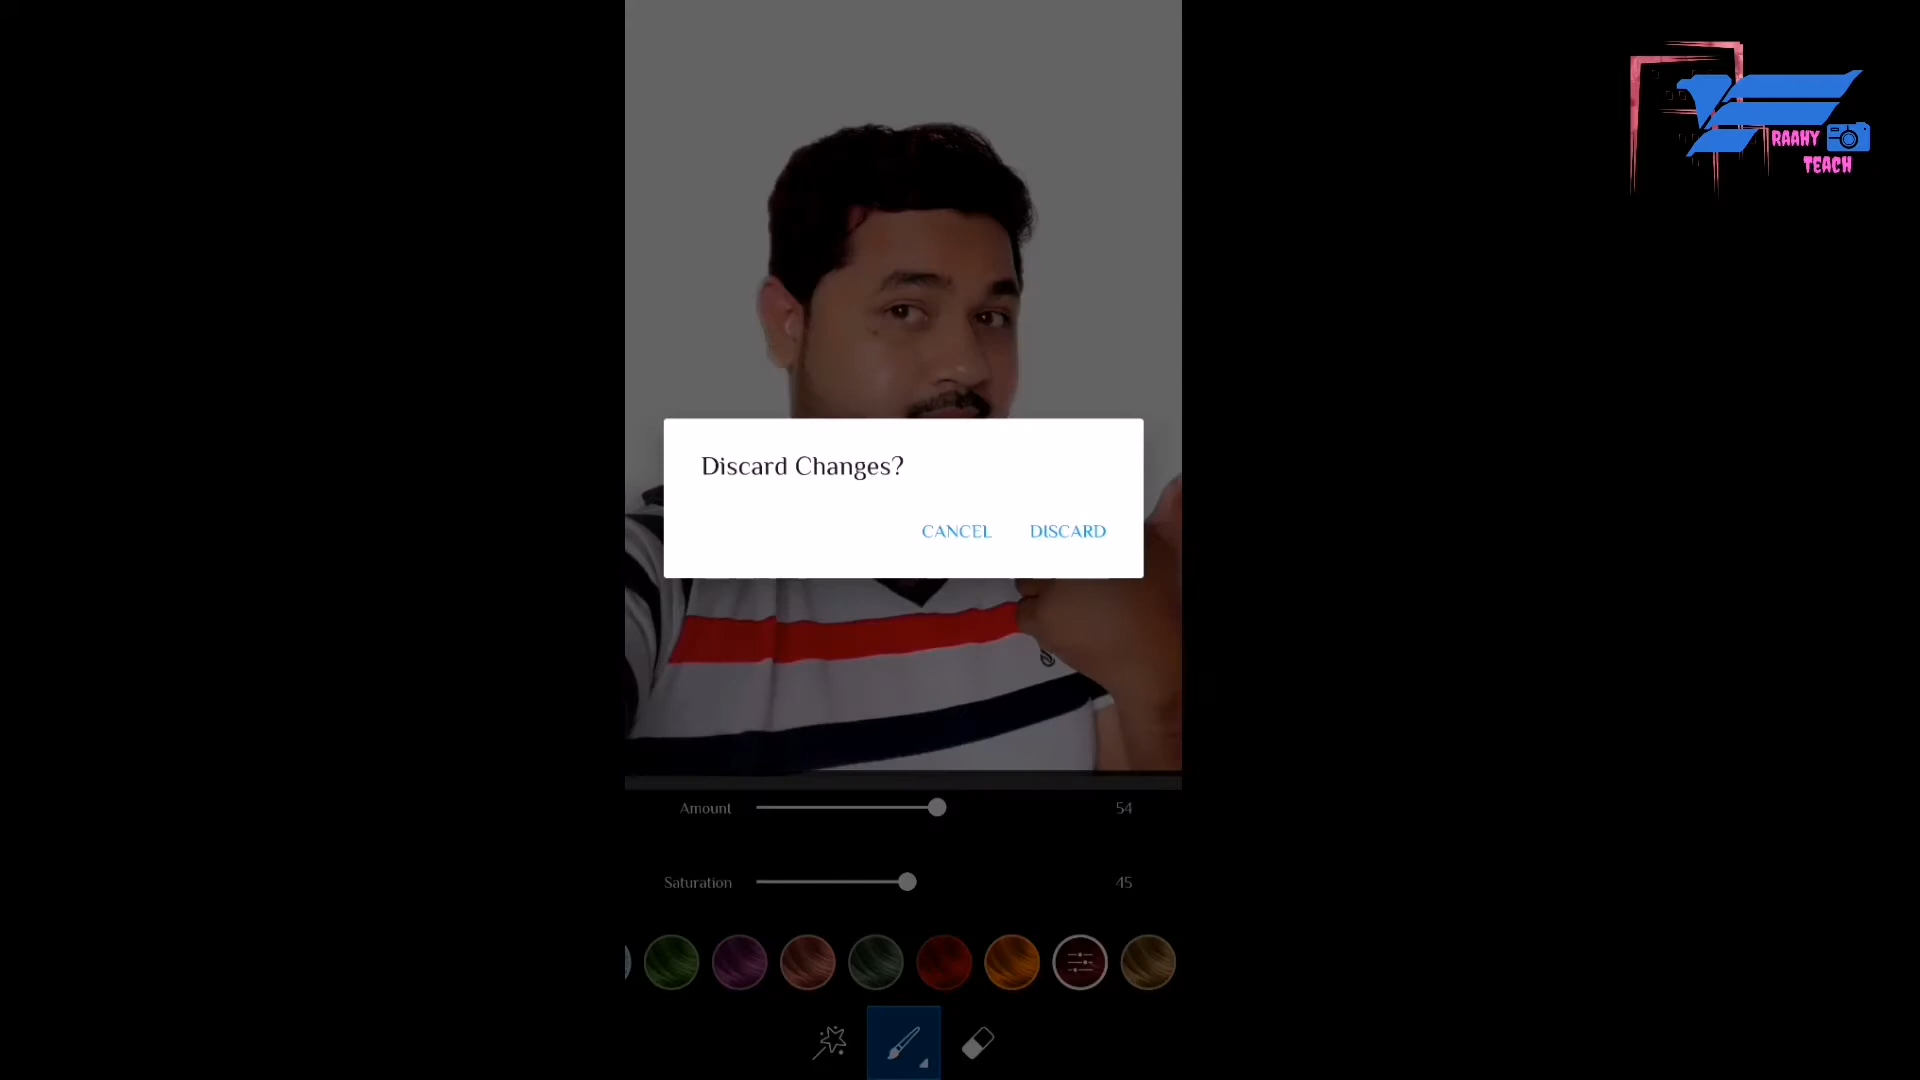 RAAHY
TEACH
Discard Changes?
CANCEL DISCARD
Amount 54
Saturation 45